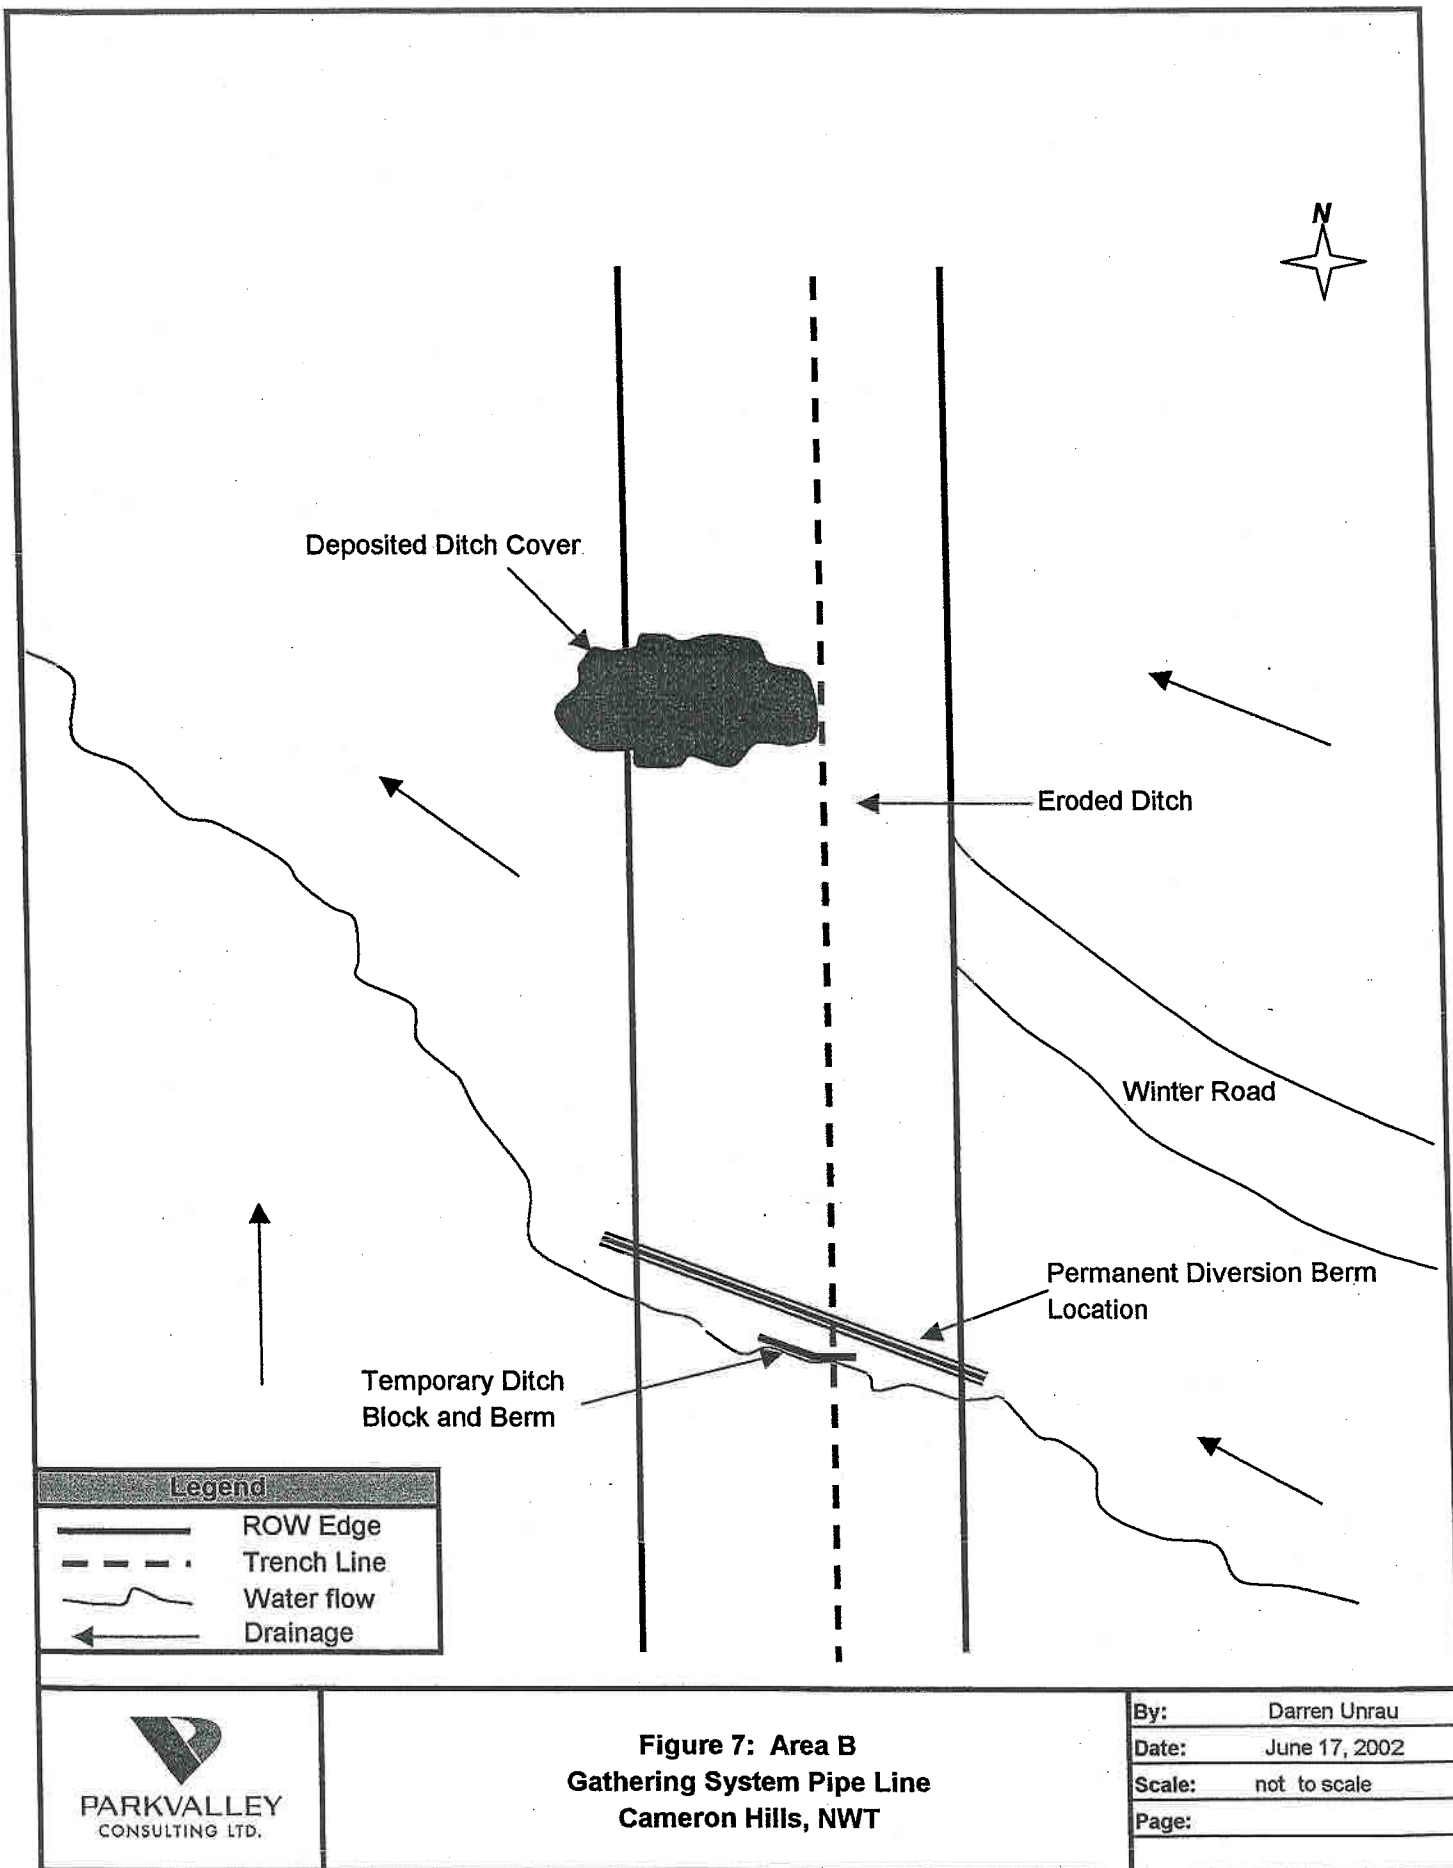 N
Deposited Ditch Cover
Eroded Ditch
Winter Road
Permanent Diversion Berm
Location
Temporary Ditch
Block and Berm
Legend
ROW Edge
Trench Line
Water flow
Drainage
PARKVALLEY
CONSULTING LTD.
Figure 7: Area B
Gathering System Pipe Line
Cameron Hills, NWT
By: Darren Unrau
Date: June 17, 2002
Scale: not to scale
Page: